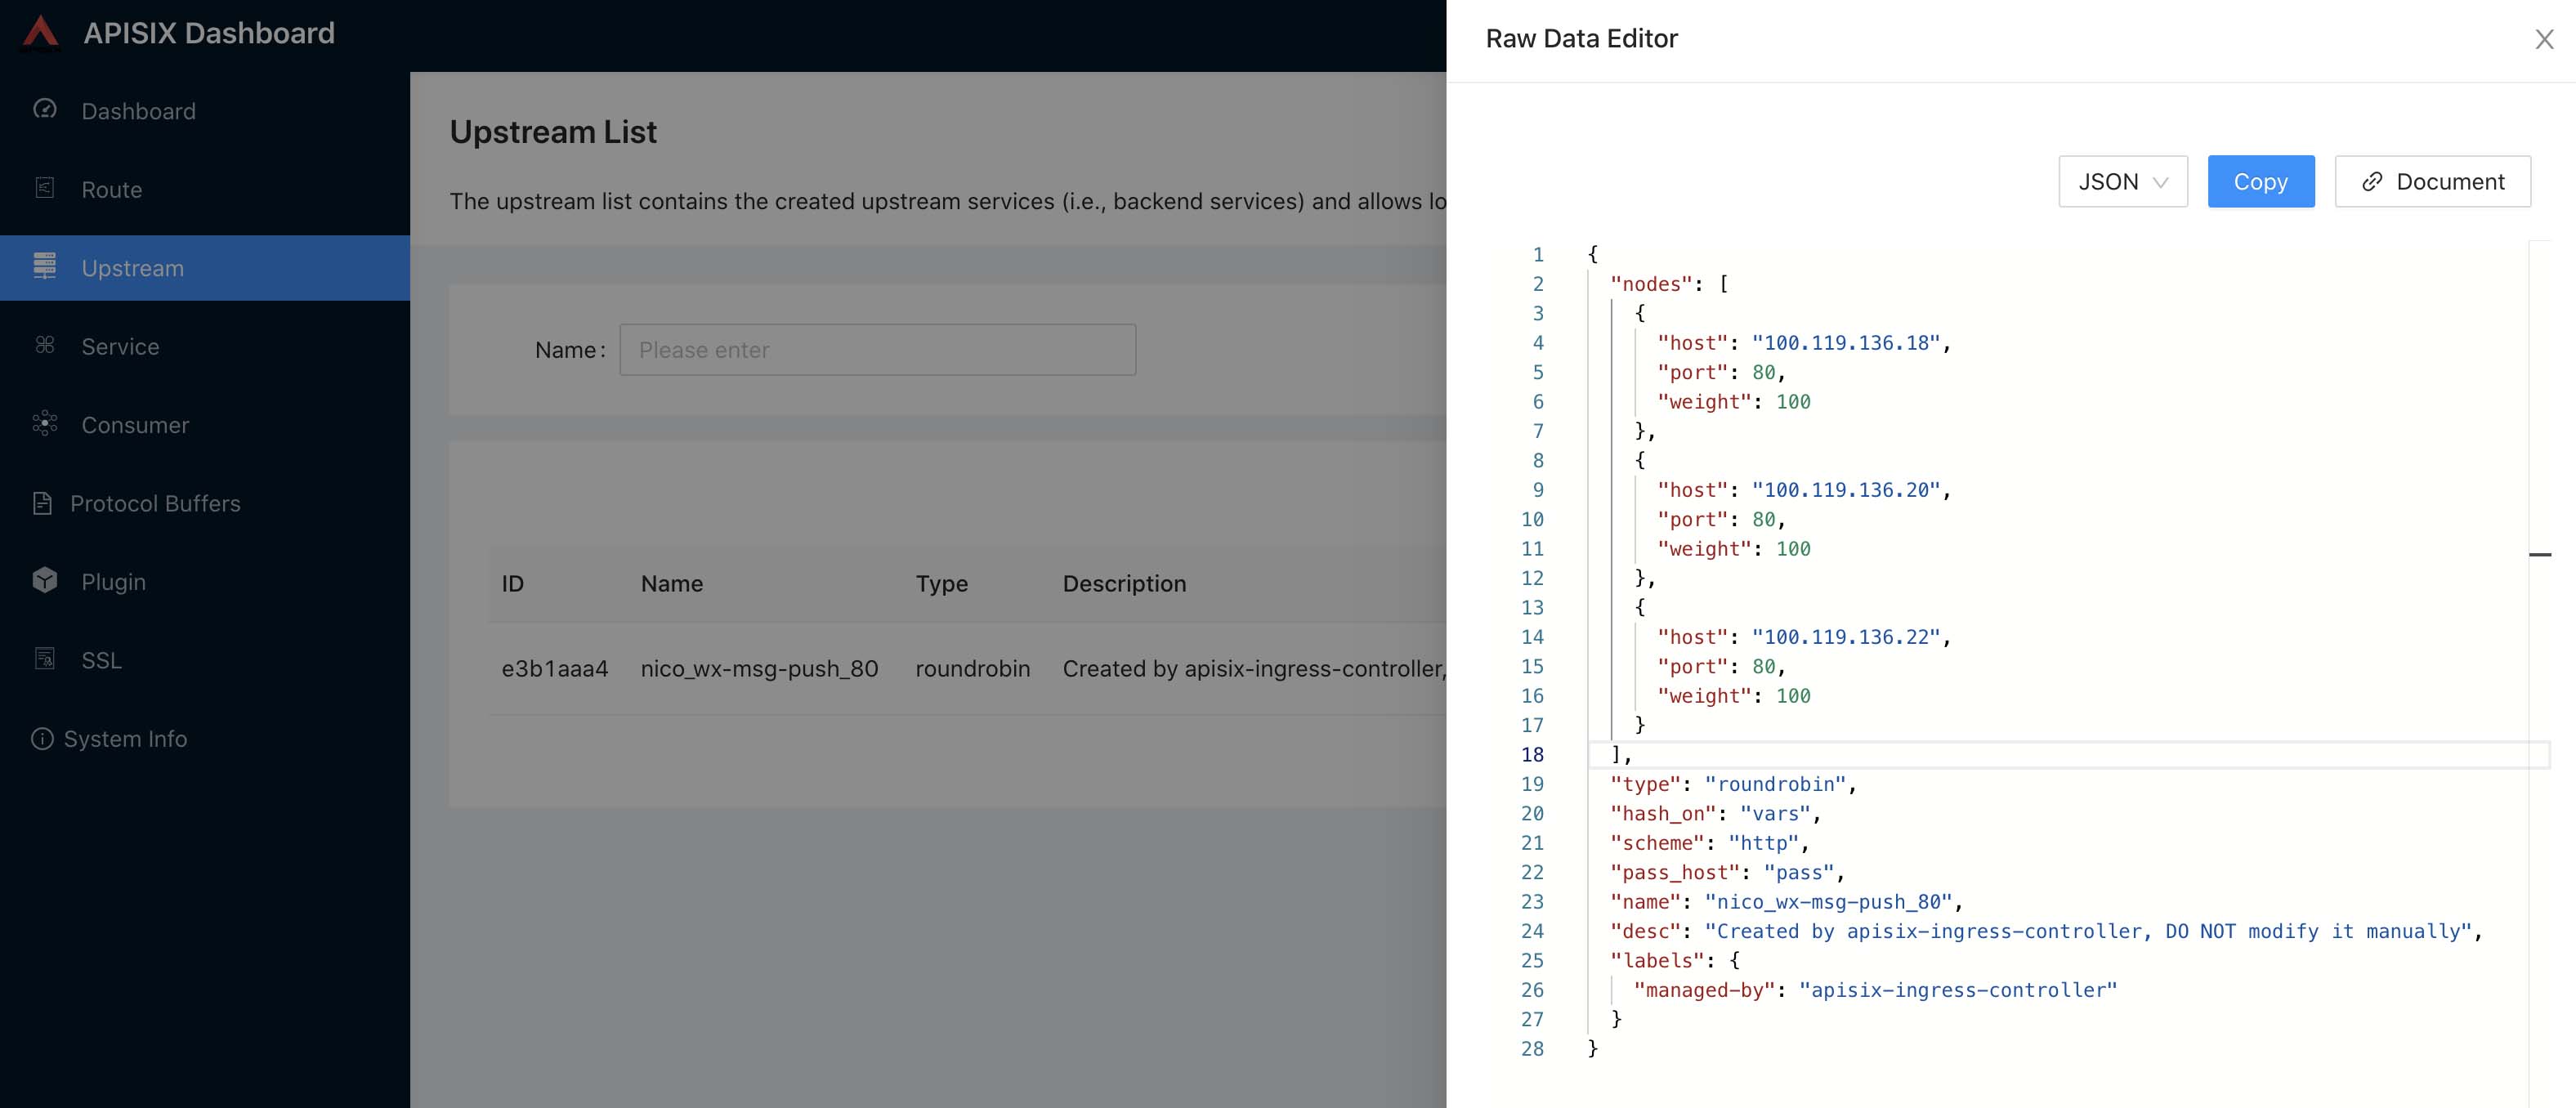 APISIX Dashboard
Dashboard
Route
Upstream
Service
Consumer
Protocol Buffers
Plugin
SSL
System Info
Upstream List
The upstream list contains the created upstream services (i.e., backend services) and allows lo
Name:
Please enter
ID Name Type Description
e3b1aaa4 nico_wx-msg-push_80 roundrobin Created by apisix-ingress-controller,
Raw Data Editor
JSON Copy Document
1 {
2 "nodes": [
3 {
4 "host": "100.119.136.18",
5 "port": 80,
6 "weight": 100
7 },
8 {
9 "host": "100.119.136.20",
10 "port": 80,
11 "weight": 100
12 },
13 {
14 "host": "100.119.136.22",
15 "port": 80,
16 "weight": 100
17 }
18 ],
19 "type": "roundrobin",
20 "hash_on": "vars",
21 "scheme": "http",
22 "pass_host": "pass",
23 "name": "nico_wx-msg-push_80",
24 "desc": "Created by apisix-ingress-controller, DO NOT modify it manually",
25 "labels": {
26 "managed-by": "apisix-ingress-controller"
27 }
28 }